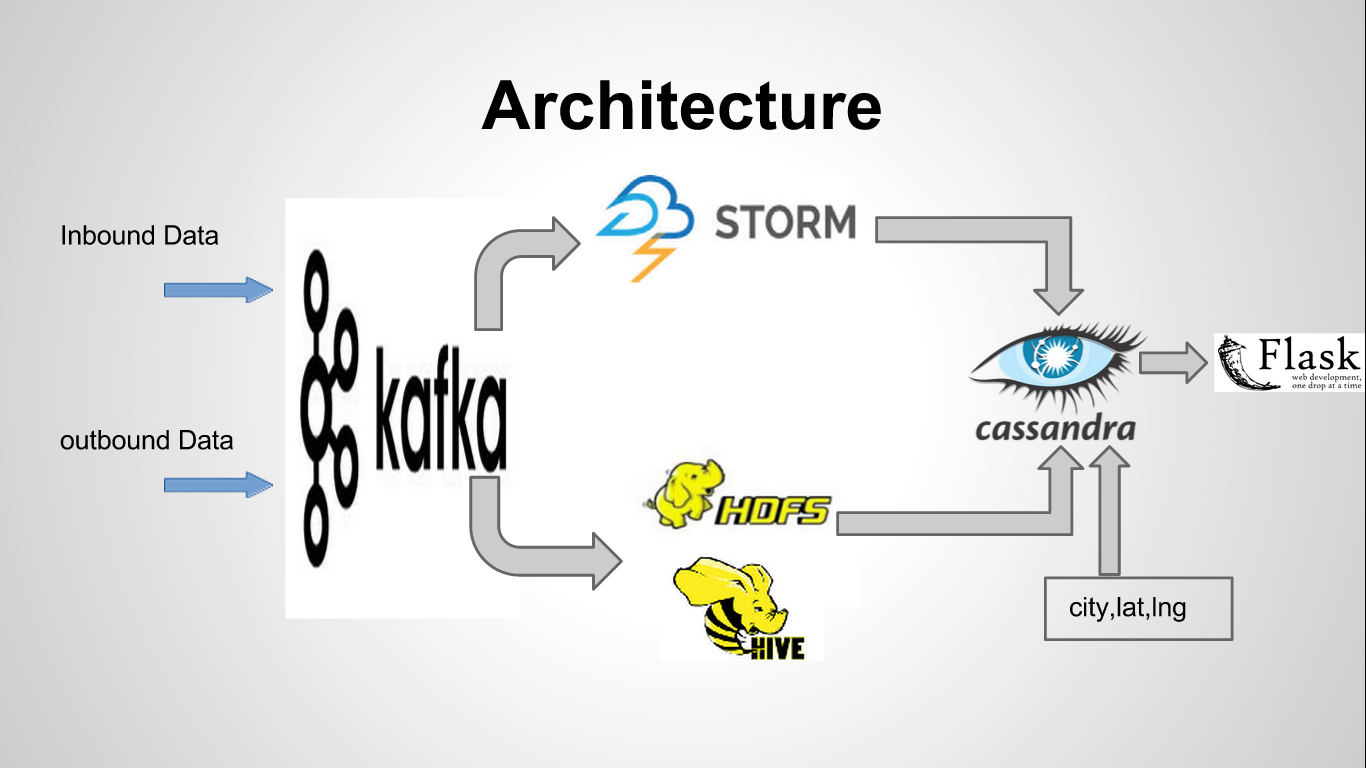 Architecture
Inbound Data
STORM
Flask
web development,
one drop at a time
kafka
cassandra
outbound Data
HDFS
HIVE
city,lat,lng